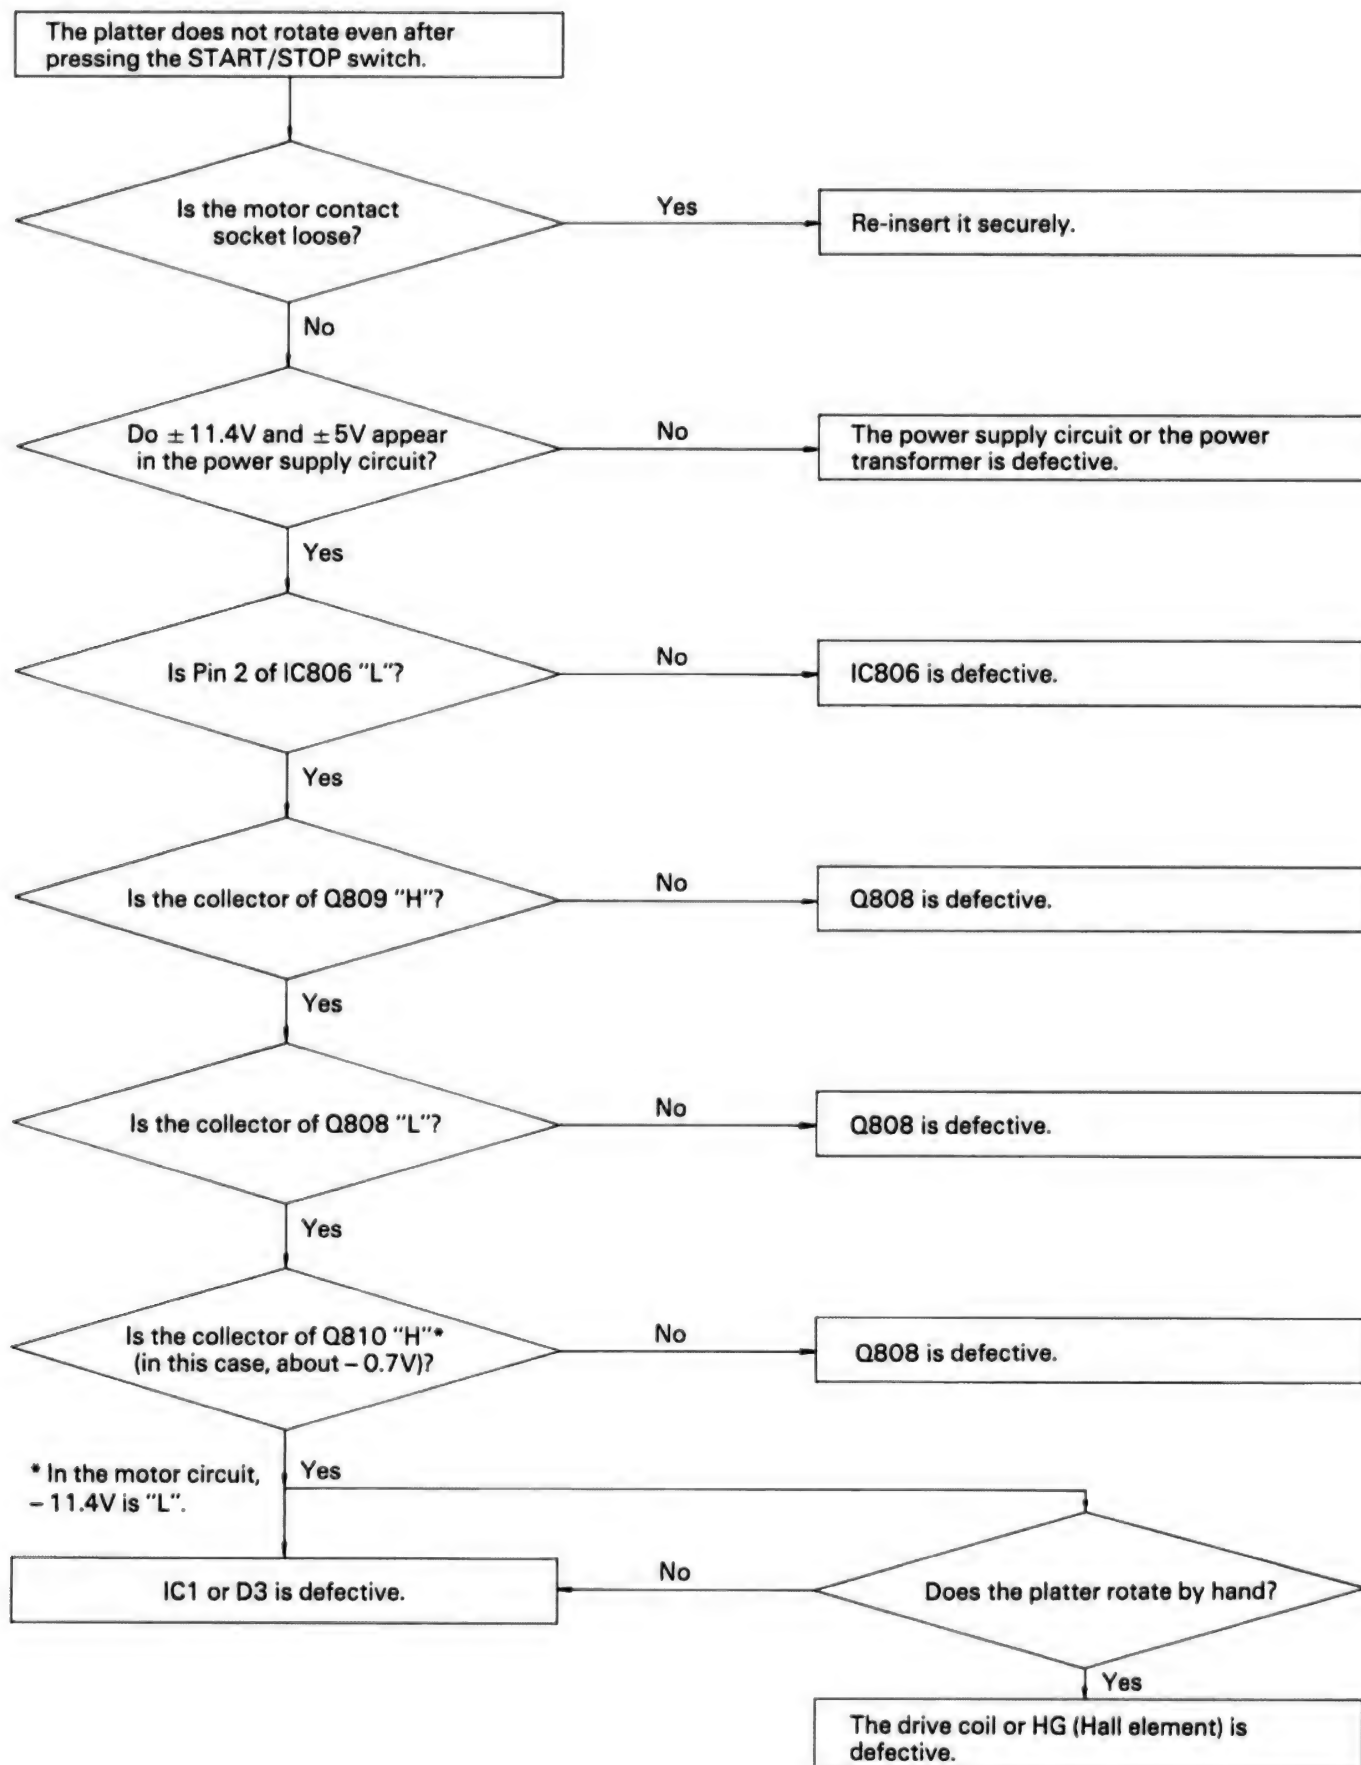 The platter does not rotate even after
pressing the START/STOP switch.
Is the motor contact
socket loose?
Yes
Re-insert it securely.
No
Do ± 11.4V and ± 5V appear
in the power supply circuit?
No
The power supply circuit or the power
transformer is defective.
Yes
Is Pin 2 of IC806 "L"?
No
IC806 is defective.
Yes
Is the collector of Q809 "H"?
No
Q808 is defective.
Yes
Is the collector of Q808 "L"?
No
Q808 is defective.
Yes
Is the collector of Q810 "H"*
(in this case, about – 0.7V)?
No
Q808 is defective.
* In the motor circuit,
– 11.4V is "L".
Yes
IC1 or D3 is defective.
No
Does the platter rotate by hand?
Yes
The drive coil or HG (Hall element) is
defective.